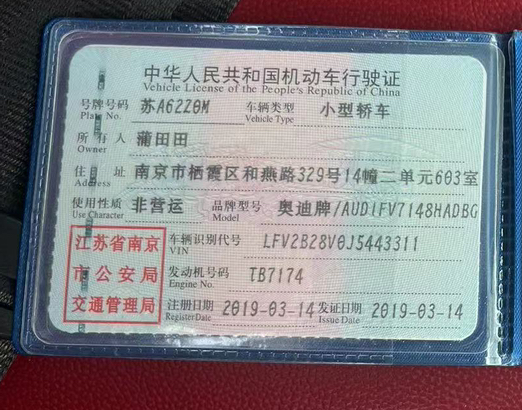 中华人民共和国机动车行驶证
Vehicle License of the People's Republic of China
号牌号码 苏A62Z0M 车辆类型 小型轿车
Plate No. Vehicle Type
所有人 蒲田田
Owner
住址 南京市栖霞区和燕路329号14幢二单元603室
Address
使用性质 非营运 品牌型号 奥迪牌/AUDIFV7148HADBG
Use Character Model
江苏省南京
市公安局
交通管理局
车辆识别代号 LFV2B28V0J5443311
VIN
发动机号码 TB7174
Engine No.
注册日期 2019-03-14 发证日期 2019-03-14
Register Date Issue Date